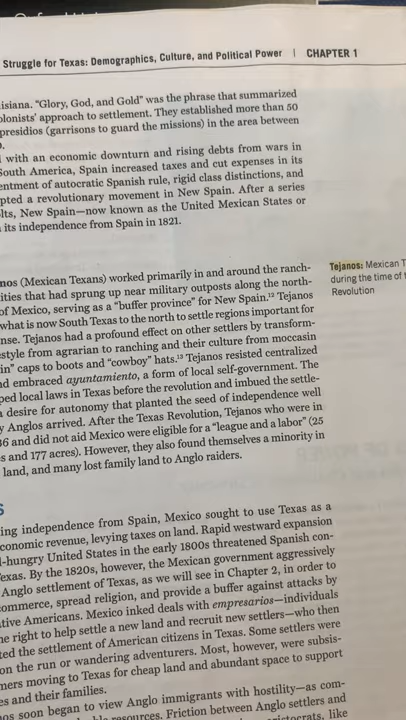 Struggle for Texas: Demographics, Culture, and Political Power | CHAPTER 1
isiana. "Glory, God, and Gold" was the phrase that summarized
olonists' approach to settlement. They established more than 50
presidios (garrisons to guard the missions) in the area between
with an economic downturn and rising debts from wars in
South America, Spain increased taxes and cut expenses in its
entment of autocratic Spanish rule, rigid class distinctions, and
pted a revolutionary movement in New Spain. After a series
lts, New Spain—now known as the United Mexican States or
its independence from Spain in 1821.
nos (Mexican Texans) worked primarily in and around the ranch-
ities that had sprung up near military outposts along the north-
of Mexico, serving as a "buffer province" for New Spain.¹² Tejanos
what is now South Texas to the north to settle regions important for
nse. Tejanos had a profound effect on other settlers by transform-
estyle from agrarian to ranching and their culture from moccasin
in" caps to boots and "cowboy" hats.¹³ Tejanos resisted centralized
nd embraced ayuntamiento, a form of local self-government. The
ped local laws in Texas before the revolution and imbued the settle-
a desire for autonomy that planted the seed of independence well
y Anglos arrived. After the Texas Revolution, Tejanos who were in
36 and did not aid Mexico were eligible for a "league and a labor" (25
s and 177 acres). However, they also found themselves a minority in
land, and many lost family land to Anglo raiders.
Tejanos: Mexican T
during the time of t
Revolution
S
ing independence from Spain, Mexico sought to use Texas as a
conomic revenue, levying taxes on land. Rapid westward expansion
l-hungry United States in the early 1800s threatened Spanish con-
exas. By the 1820s, however, the Mexican government aggressively
Anglo settlement of Texas, as we will see in Chapter 2, in order to
ommerce, spread religion, and provide a buffer against attacks by
tive Americans. Mexico inked deals with empresarios—individuals
he right to help settle a new land and recruit new settlers—who then
ted the settlement of American citizens in Texas. Some settlers were
on the run or wandering adventurers. Most, however, were subsis-
mers moving to Texas for cheap land and abundant space to support
es and their families.
nos soon began to view Anglo immigrants with hostility—as com-
resources. Friction between Anglo settlers and
like